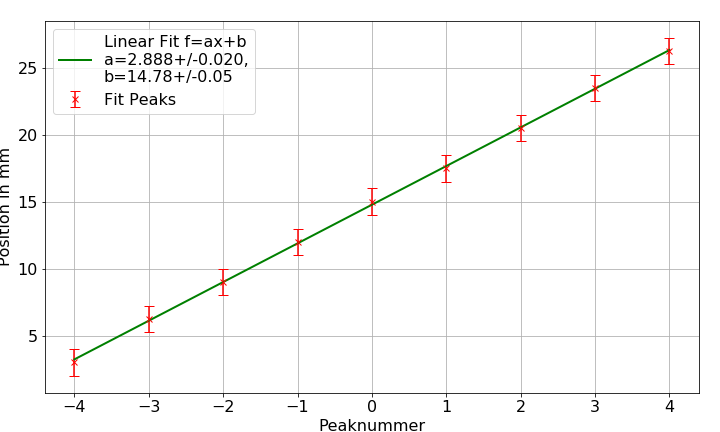 Linear Fit f=ax+b
a=2.888+/-0.020,
b=14.78+/-0.05
Fit Peaks
Position in mm
25
20
15
10
5
−4 −3 −2 −1 0 1 2 3 4
Peaknummer